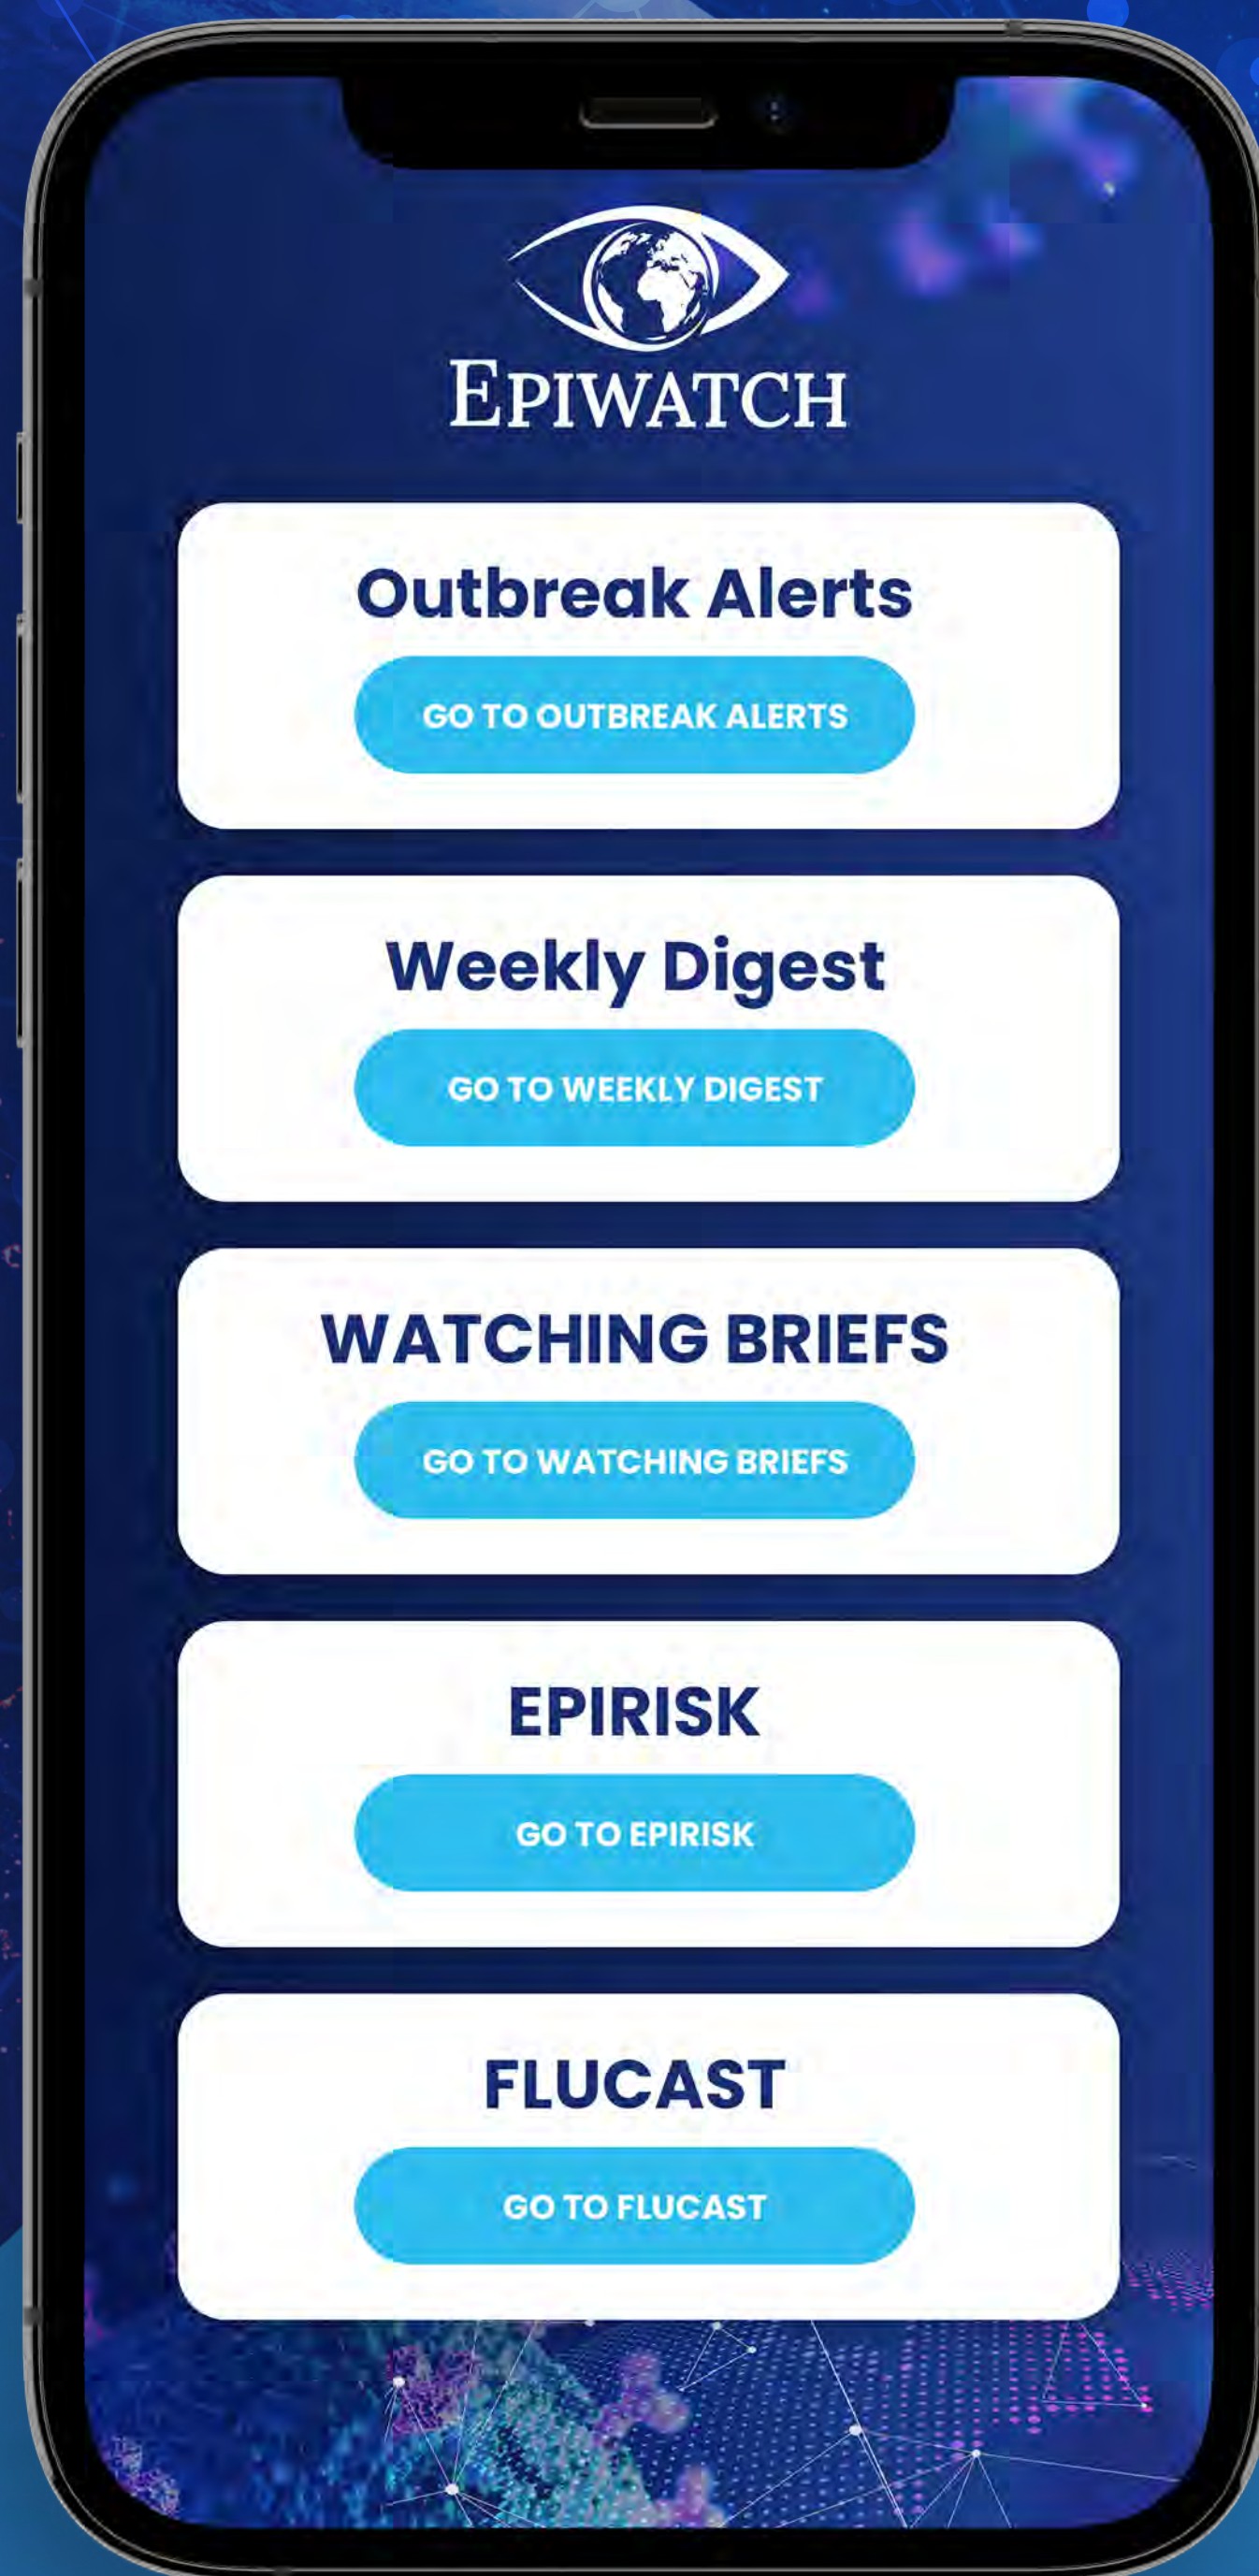 EPIWATCH
Outbreak Alerts
GO TO OUTBREAK ALERTS
Weekly Digest
GO TO WEEKLY DIGEST
WATCHING BRIEFS
GO TO WATCHING BRIEFS
EPIRISK
GO TO EPIRISK
FLUCAST
GO TO FLUCAST